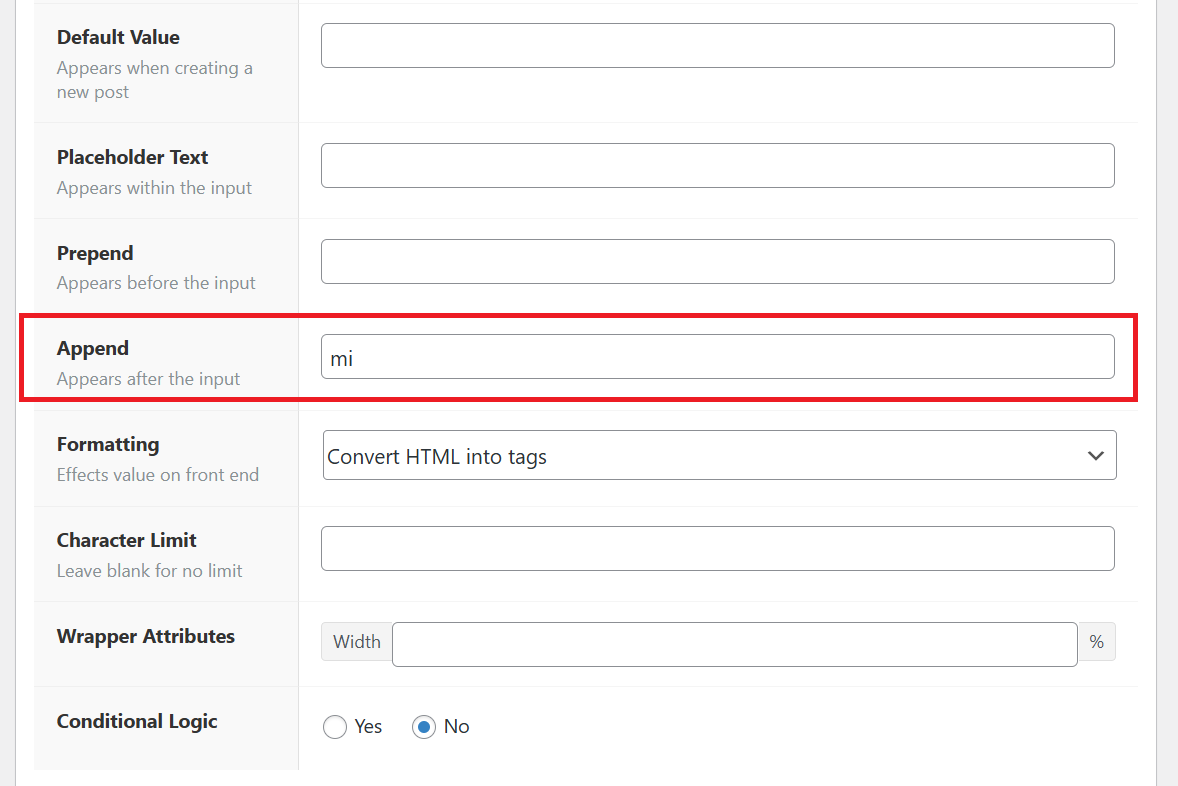 Default Value
Appears when creating a
new post
Placeholder Text
Appears within the input
Prepend
Appears before the input
Append
Appears after the input
mi
Formatting
Effects value on front end
Convert HTML into tags
Character Limit
Leave blank for no limit
Wrapper Attributes
Width
%
Conditional Logic
Yes
No